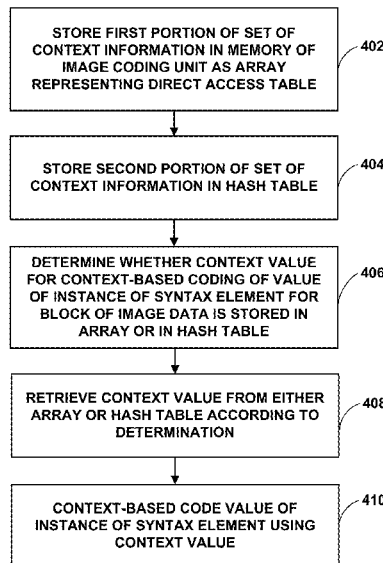 STORE FIRST PORTION OF SET OF
CONTEXT INFORMATION IN MEMORY OF
IMAGE CODING UNIT AS ARRAY
REPRESENTING DIRECT ACCESS TABLE
402
STORE SECOND PORTION OF SET OF
CONTEXT INFORMATION IN HASH TABLE
404
DETERMINE WHETHER CONTEXT VALUE
FOR CONTEXT-BASED CODING OF VALUE
OF INSTANCE OF SYNTAX ELEMENT FOR
BLOCK OF IMAGE DATA IS STORED IN
ARRAY OR IN HASH TABLE
406
RETRIEVE CONTEXT VALUE FROM EITHER
ARRAY OR HASH TABLE ACCORDING TO
DETERMINATION
408
CONTEXT-BASED CODE VALUE OF
INSTANCE OF SYNTAX ELEMENT USING
CONTEXT VALUE
410